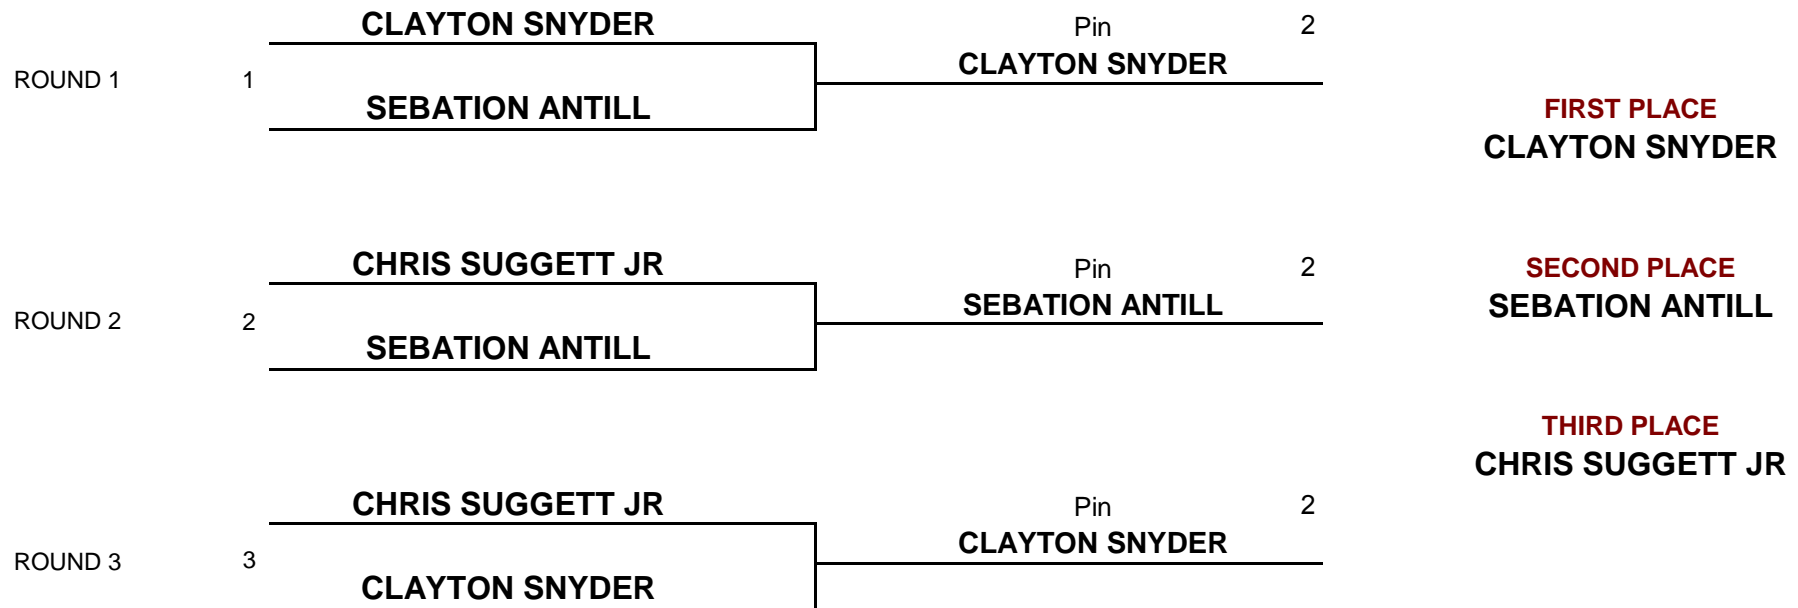 CLAYTON SNYDER
Pin 2
CLAYTON SNYDER
ROUND 1 1
SEBATION ANTILL
FIRST PLACE
CLAYTON SNYDER
CHRIS SUGGETT JR
Pin 2
SECOND PLACE
SEBATION ANTILL
SEBATION ANTILL
ROUND 2 2
SEBATION ANTILL
THIRD PLACE
CHRIS SUGGETT JR
CHRIS SUGGETT JR
Pin 2
CLAYTON SNYDER
ROUND 3 3
CLAYTON SNYDER